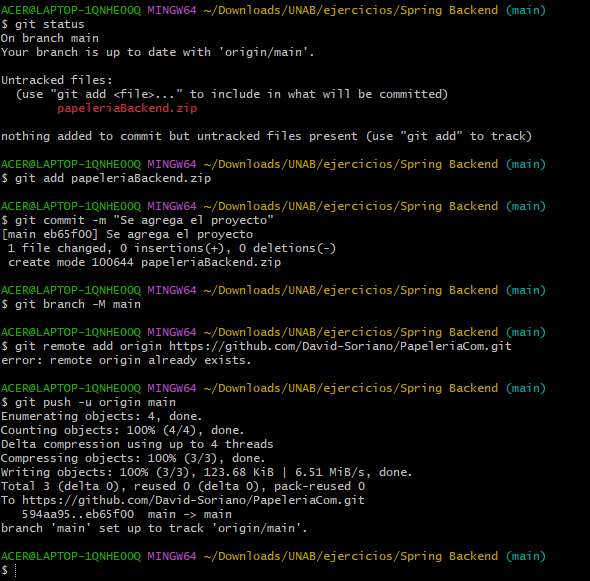 ACER@LAPTOP-1QNHEOOQ MINGW64 ~/Downloads/UNAB/ejercicios/Spring Backend (main)
$ git status
On branch main
Your branch is up to date with 'origin/main'.

Untracked files:
  (use "git add <file>..." to include in what will be committed)
        papeleriaBackend.zip

nothing added to commit but untracked files present (use "git add" to track)

ACER@LAPTOP-1QNHEOOQ MINGW64 ~/Downloads/UNAB/ejercicios/Spring Backend (main)
$ git add papeleriaBackend.zip

ACER@LAPTOP-1QNHEOOQ MINGW64 ~/Downloads/UNAB/ejercicios/Spring Backend (main)
$ git commit -m "Se agrega el proyecto"
[main eb65f00] Se agrega el proyecto
 1 file changed, 0 insertions(+), 0 deletions(-)
 create mode 100644 papeleriaBackend.zip

ACER@LAPTOP-1QNHEOOQ MINGW64 ~/Downloads/UNAB/ejercicios/Spring Backend (main)
$ git branch -M main

ACER@LAPTOP-1QNHEOOQ MINGW64 ~/Downloads/UNAB/ejercicios/Spring Backend (main)
$ git remote add origin https://github.com/David-Soriano/PapeleriaCom.git
error: remote origin already exists.

ACER@LAPTOP-1QNHEOOQ MINGW64 ~/Downloads/UNAB/ejercicios/Spring Backend (main)
$ git push -u origin main
Enumerating objects: 4, done.
Counting objects: 100% (4/4), done.
Delta compression using up to 4 threads
Compressing objects: 100% (3/3), done.
Writing objects: 100% (3/3), 123.68 KiB | 6.51 MiB/s, done.
Total 3 (delta 0), reused 0 (delta 0), pack-reused 0
To https://github.com/David-Soriano/PapeleriaCom.git
   594aa95..eb65f00  main -> main
branch 'main' set up to track 'origin/main'.

ACER@LAPTOP-1QNHEOOQ MINGW64 ~/Downloads/UNAB/ejercicios/Spring Backend (main)
$